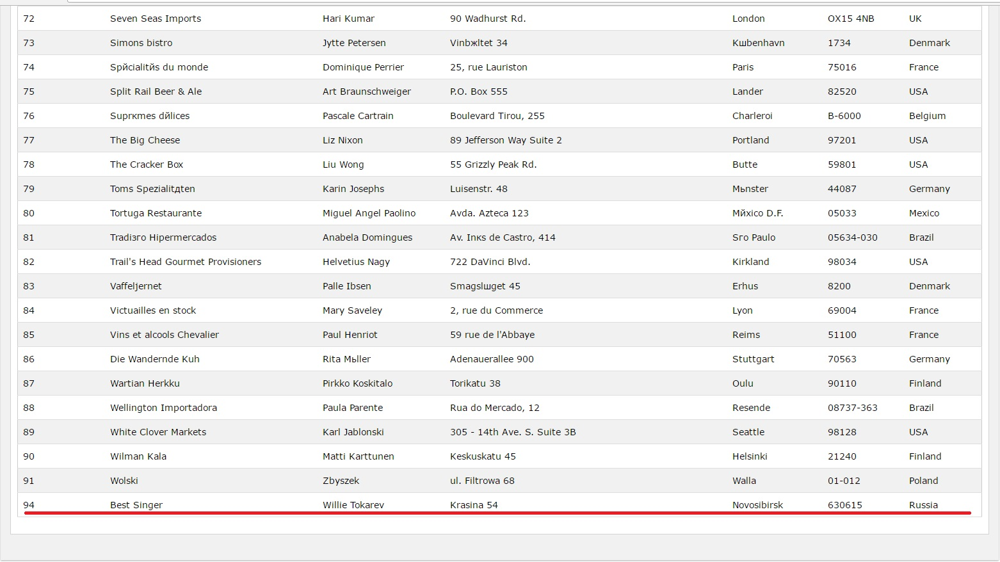 72 Seven Seas Imports Hari Kumar 90 Wadhurst Rd. London OX15 4NB UK
73 Simons bistro Jytte Petersen Vinbжltet 34 Kшbenhavn 1734 Denmark
74 Spйcialitйs du monde Dominique Perrier 25, rue Lauriston Paris 75016 France
75 Split Rail Beer & Ale Art Braunschweiger P.O. Box 555 Lander 82520 USA
76 Suprкmes dйlices Pascale Cartrain Boulevard Tirou, 255 Charleroi B-6000 Belgium
77 The Big Cheese Liz Nixon 89 Jefferson Way Suite 2 Portland 97201 USA
78 The Cracker Box Liu Wong 55 Grizzly Peak Rd. Butte 59801 USA
79 Toms Spezialitдten Karin Josephs Luisenstr. 48 Mьnster 44087 Germany
80 Tortuga Restaurante Miguel Angel Paolino Avda. Azteca 123 Mйxico D.F. 05033 Mexico
81 Tradiзгo Hipermercados Anabela Domingues Av. Inкs de Castro, 414 Sгo Paulo 05634-030 Brazil
82 Trail's Head Gourmet Provisioners Helvetius Nagy 722 DaVinci Blvd. Kirkland 98034 USA
83 Vaffeljernet Palle Ibsen Smagslшget 45 Erhus 8200 Denmark
84 Victuailles en stock Mary Saveley 2, rue du Commerce Lyon 69004 France
85 Vins et alcools Chevalier Paul Henriot 59 rue de l'Abbaye Reims 51100 France
86 Die Wandernde Kuh Rita Mьller Adenauerallee 900 Stuttgart 70563 Germany
87 Wartian Herkku Pirkko Koskitalo Torikatu 38 Oulu 90110 Finland
88 Wellington Importadora Paula Parente Rua do Mercado, 12 Resende 08737-363 Brazil
89 White Clover Markets Karl Jablonski 305 - 14th Ave. S. Suite 3B Seattle 98128 USA
90 Wilman Kala Matti Karttunen Keskuskatu 45 Helsinki 21240 Finland
91 Wolski Zbyszek ul. Filtrowa 68 Walla 01-012 Poland
94 Best Singer Willie Tokarev Krasina 54 Novosibirsk 630615 Russia